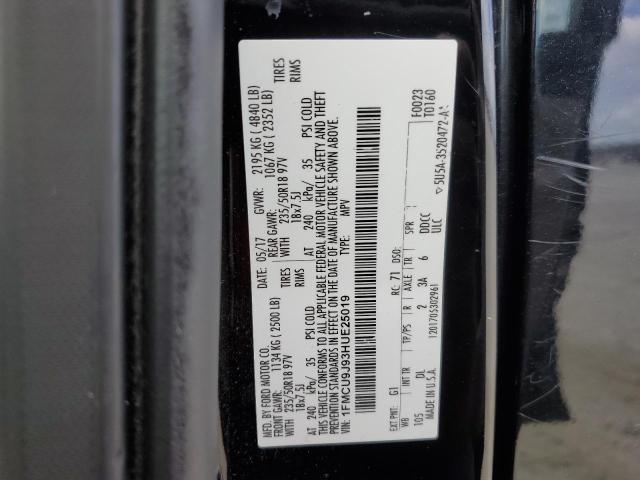 MFD. BY FORD MOTOR CO. DATE: 05/17 GVWR: 2195 KG ( 4840 LB)
FRONT GAWR: 1134 KG ( 2500 LB) REAR GAWR: 1067 KG ( 2352 LB)
WITH 235/50R18 97V TIRES WITH 235/50R18 97V TIRES
18x7.5J RIMS 18x7.5J RIMS
AT 240 kPa/ 35 PSI COLD AT 240 kPa/ 35 PSI COLD
THIS VEHICLE CONFORMS TO ALL APPLICABLE FEDERAL MOTOR VEHICLE SAFETY AND THEFT
PREVENTION STANDARDS IN EFFECT ON THE DATE OF MANUFACTURE SHOWN ABOVE.
VIN: 1FMCU9J93HUE25019 TYPE: MPV
F0023
T0160
EXT PNT: G1 RC: 71 DSO:
WB INT TR TP/PS R AXLE TR SPR
105 DL 2 3A 6 DDCC
MADE IN U.S.A. 1201705302961 ULC
5U5A-3520472-A